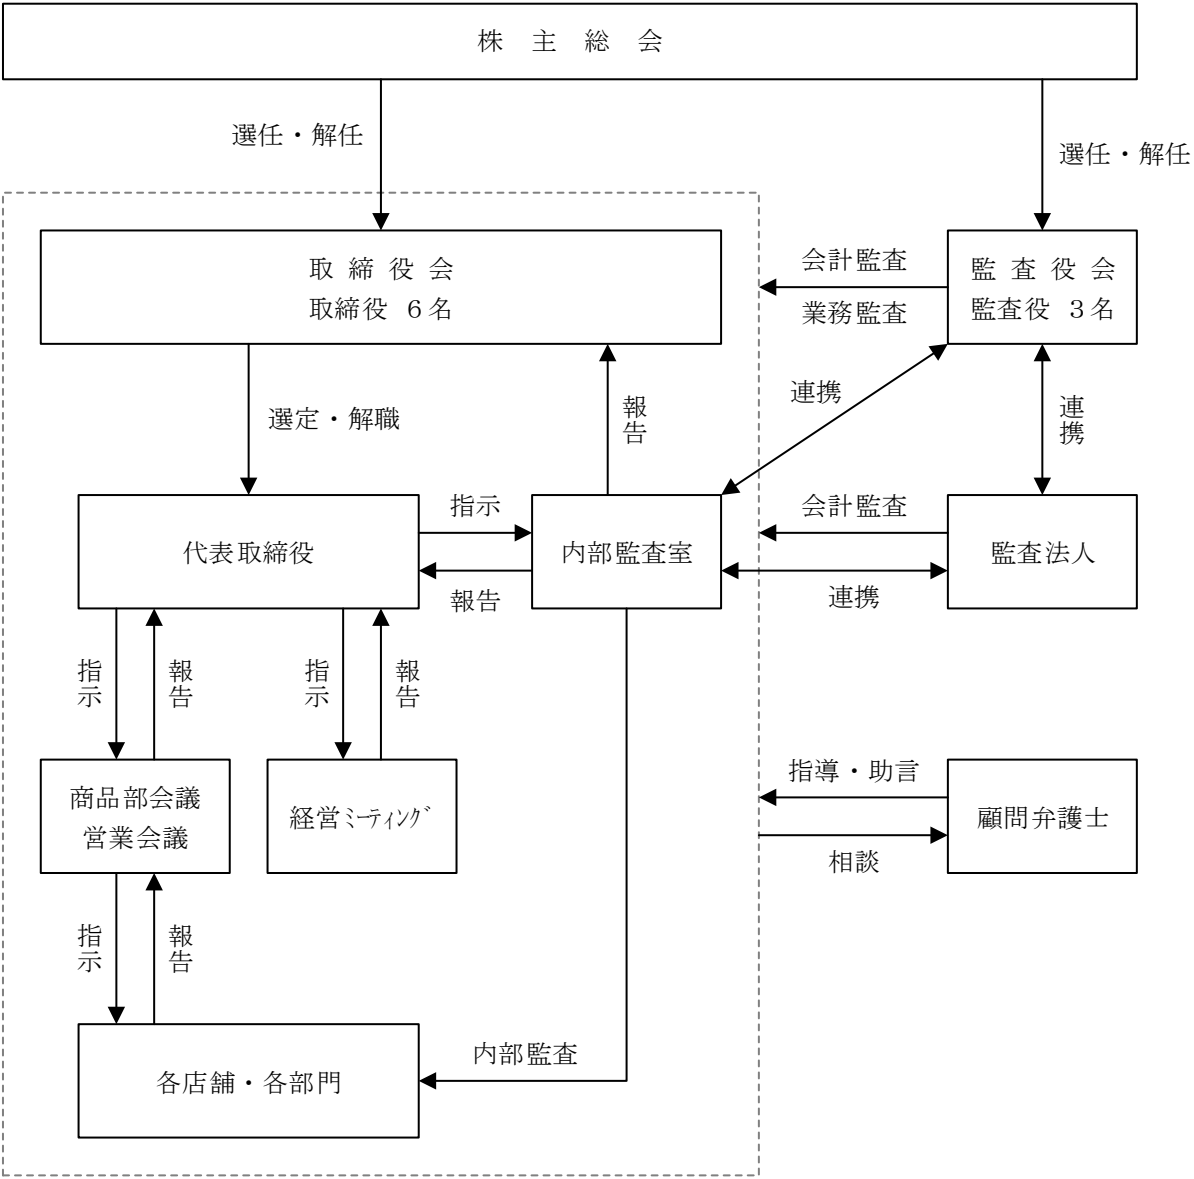 株 主 総 会
選任・解任
選任・解任
取 締 役 会
取締役 6名
会計監査
業務監査
監 査 役 会
監査役 3名
選定・解職
報告
連携
連携
代表取締役
指示
報告
内部監査室
会計監査
連携
監査法人
指示
報告
指示
報告
商品部会議
営業会議
経営ミーティング
指導・助言
相談
顧問弁護士
指示
報告
内部監査
各店舗・各部門